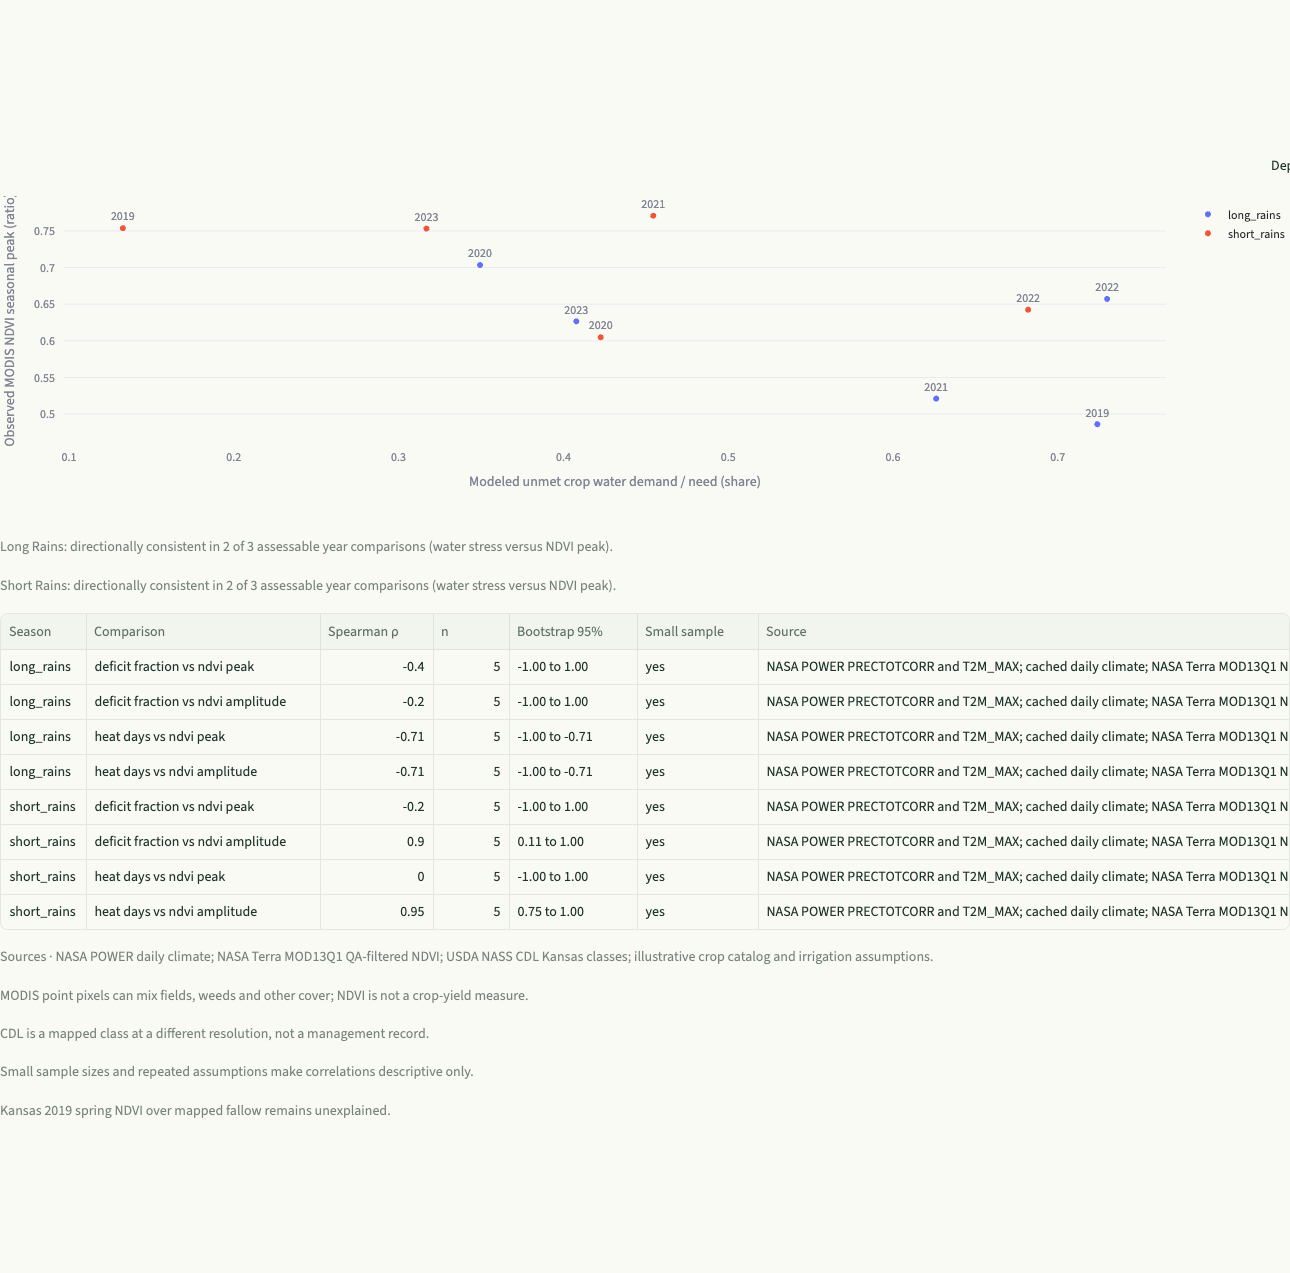 Dep
2019
2023
2021
2020
2022
2022
2023
2020
2021
2019
long_rains
short_rains
Observed MODIS NDVI seasonal peak (ratio)
0.75
0.7
0.65
0.6
0.55
0.5
0.1 0.2 0.3 0.4 0.5 0.6 0.7
Modeled unmet crop water demand / need (share)
Long Rains: directionally consistent in 2 of 3 assessable year comparisons (water stress versus NDVI peak).
Short Rains: directionally consistent in 2 of 3 assessable year comparisons (water stress versus NDVI peak).
Season Comparison Spearman ρ n Bootstrap 95% Small sample Source
long_rains deficit fraction vs ndvi peak -0.4 5 -1.00 to 1.00 yes NASA POWER PRECTOTCORR and T2M_MAX; cached daily climate; NASA Terra MOD13Q1 N
long_rains deficit fraction vs ndvi amplitude -0.2 5 -1.00 to 1.00 yes NASA POWER PRECTOTCORR and T2M_MAX; cached daily climate; NASA Terra MOD13Q1 N
long_rains heat days vs ndvi peak -0.71 5 -1.00 to -0.71 yes NASA POWER PRECTOTCORR and T2M_MAX; cached daily climate; NASA Terra MOD13Q1 N
long_rains heat days vs ndvi amplitude -0.71 5 -1.00 to -0.71 yes NASA POWER PRECTOTCORR and T2M_MAX; cached daily climate; NASA Terra MOD13Q1 N
short_rains deficit fraction vs ndvi peak -0.2 5 -1.00 to 1.00 yes NASA POWER PRECTOTCORR and T2M_MAX; cached daily climate; NASA Terra MOD13Q1 N
short_rains deficit fraction vs ndvi amplitude 0.9 5 0.11 to 1.00 yes NASA POWER PRECTOTCORR and T2M_MAX; cached daily climate; NASA Terra MOD13Q1 N
short_rains heat days vs ndvi peak 0 5 -1.00 to 1.00 yes NASA POWER PRECTOTCORR and T2M_MAX; cached daily climate; NASA Terra MOD13Q1 N
short_rains heat days vs ndvi amplitude 0.95 5 0.75 to 1.00 yes NASA POWER PRECTOTCORR and T2M_MAX; cached daily climate; NASA Terra MOD13Q1 N
Sources · NASA POWER daily climate; NASA Terra MOD13Q1 QA-filtered NDVI; USDA NASS CDL Kansas classes; illustrative crop catalog and irrigation assumptions.
MODIS point pixels can mix fields, weeds and other cover; NDVI is not a crop-yield measure.
CDL is a mapped class at a different resolution, not a management record.
Small sample sizes and repeated assumptions make correlations descriptive only.
Kansas 2019 spring NDVI over mapped fallow remains unexplained.